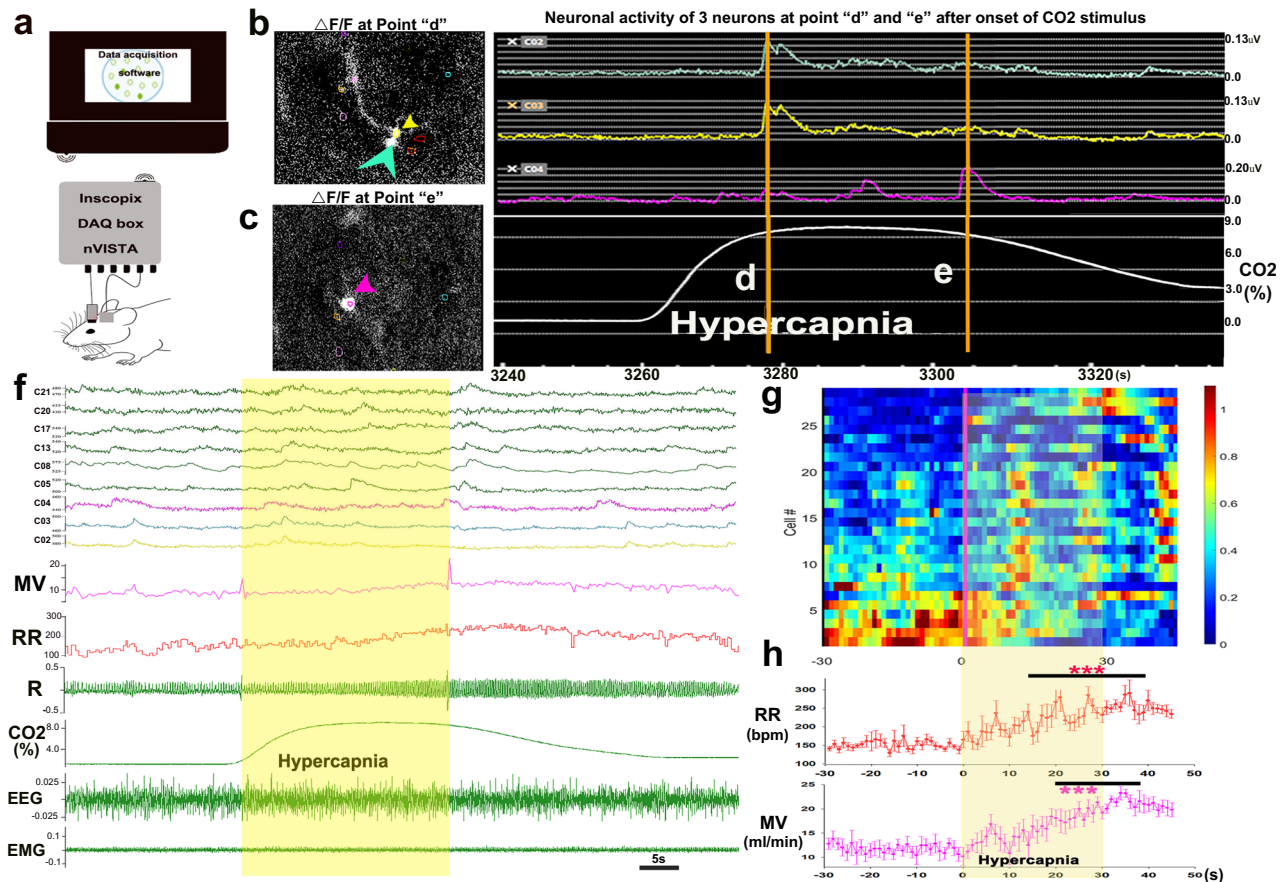 a
Data acquisition
software
Inscopix
DAQ box
nVISTA
b
△F/F at Point "d"
c
△F/F at Point "e"
Neuronal activity of 3 neurons at point "d" and "e" after onset of CO2 stimulus
C02
0.13uV
0.0
C03
0.13uV
0.0
C04
0.20uV
0.0
9.0
6.0
3.0
0.0
CO2
(%)
d
e
Hypercapnia
3240 3260 3280 3300 3320 (s)
f
C21
C20
C17
C13
C08
C05
C04
C03
C02
MV
20
10
RR
300
200
100
R
0.5
-0.5
CO2
(%)
8.0
4.0
Hypercapnia
EEG
0.025
-0.025
EMG
0.1
-0.1
5s
g
Cell #
25
20
15
10
5
-30 0 30
1
0.8
0.6
0.4
0.2
0
h
***
RR
(bpm)
300
250
200
150
100
-30 -20 -10 0 10 20 30 40 50
***
MV
(ml/min)
25
20
15
10
Hypercapnia
-30 -20 -10 0 10 20 30 40 50 (s)